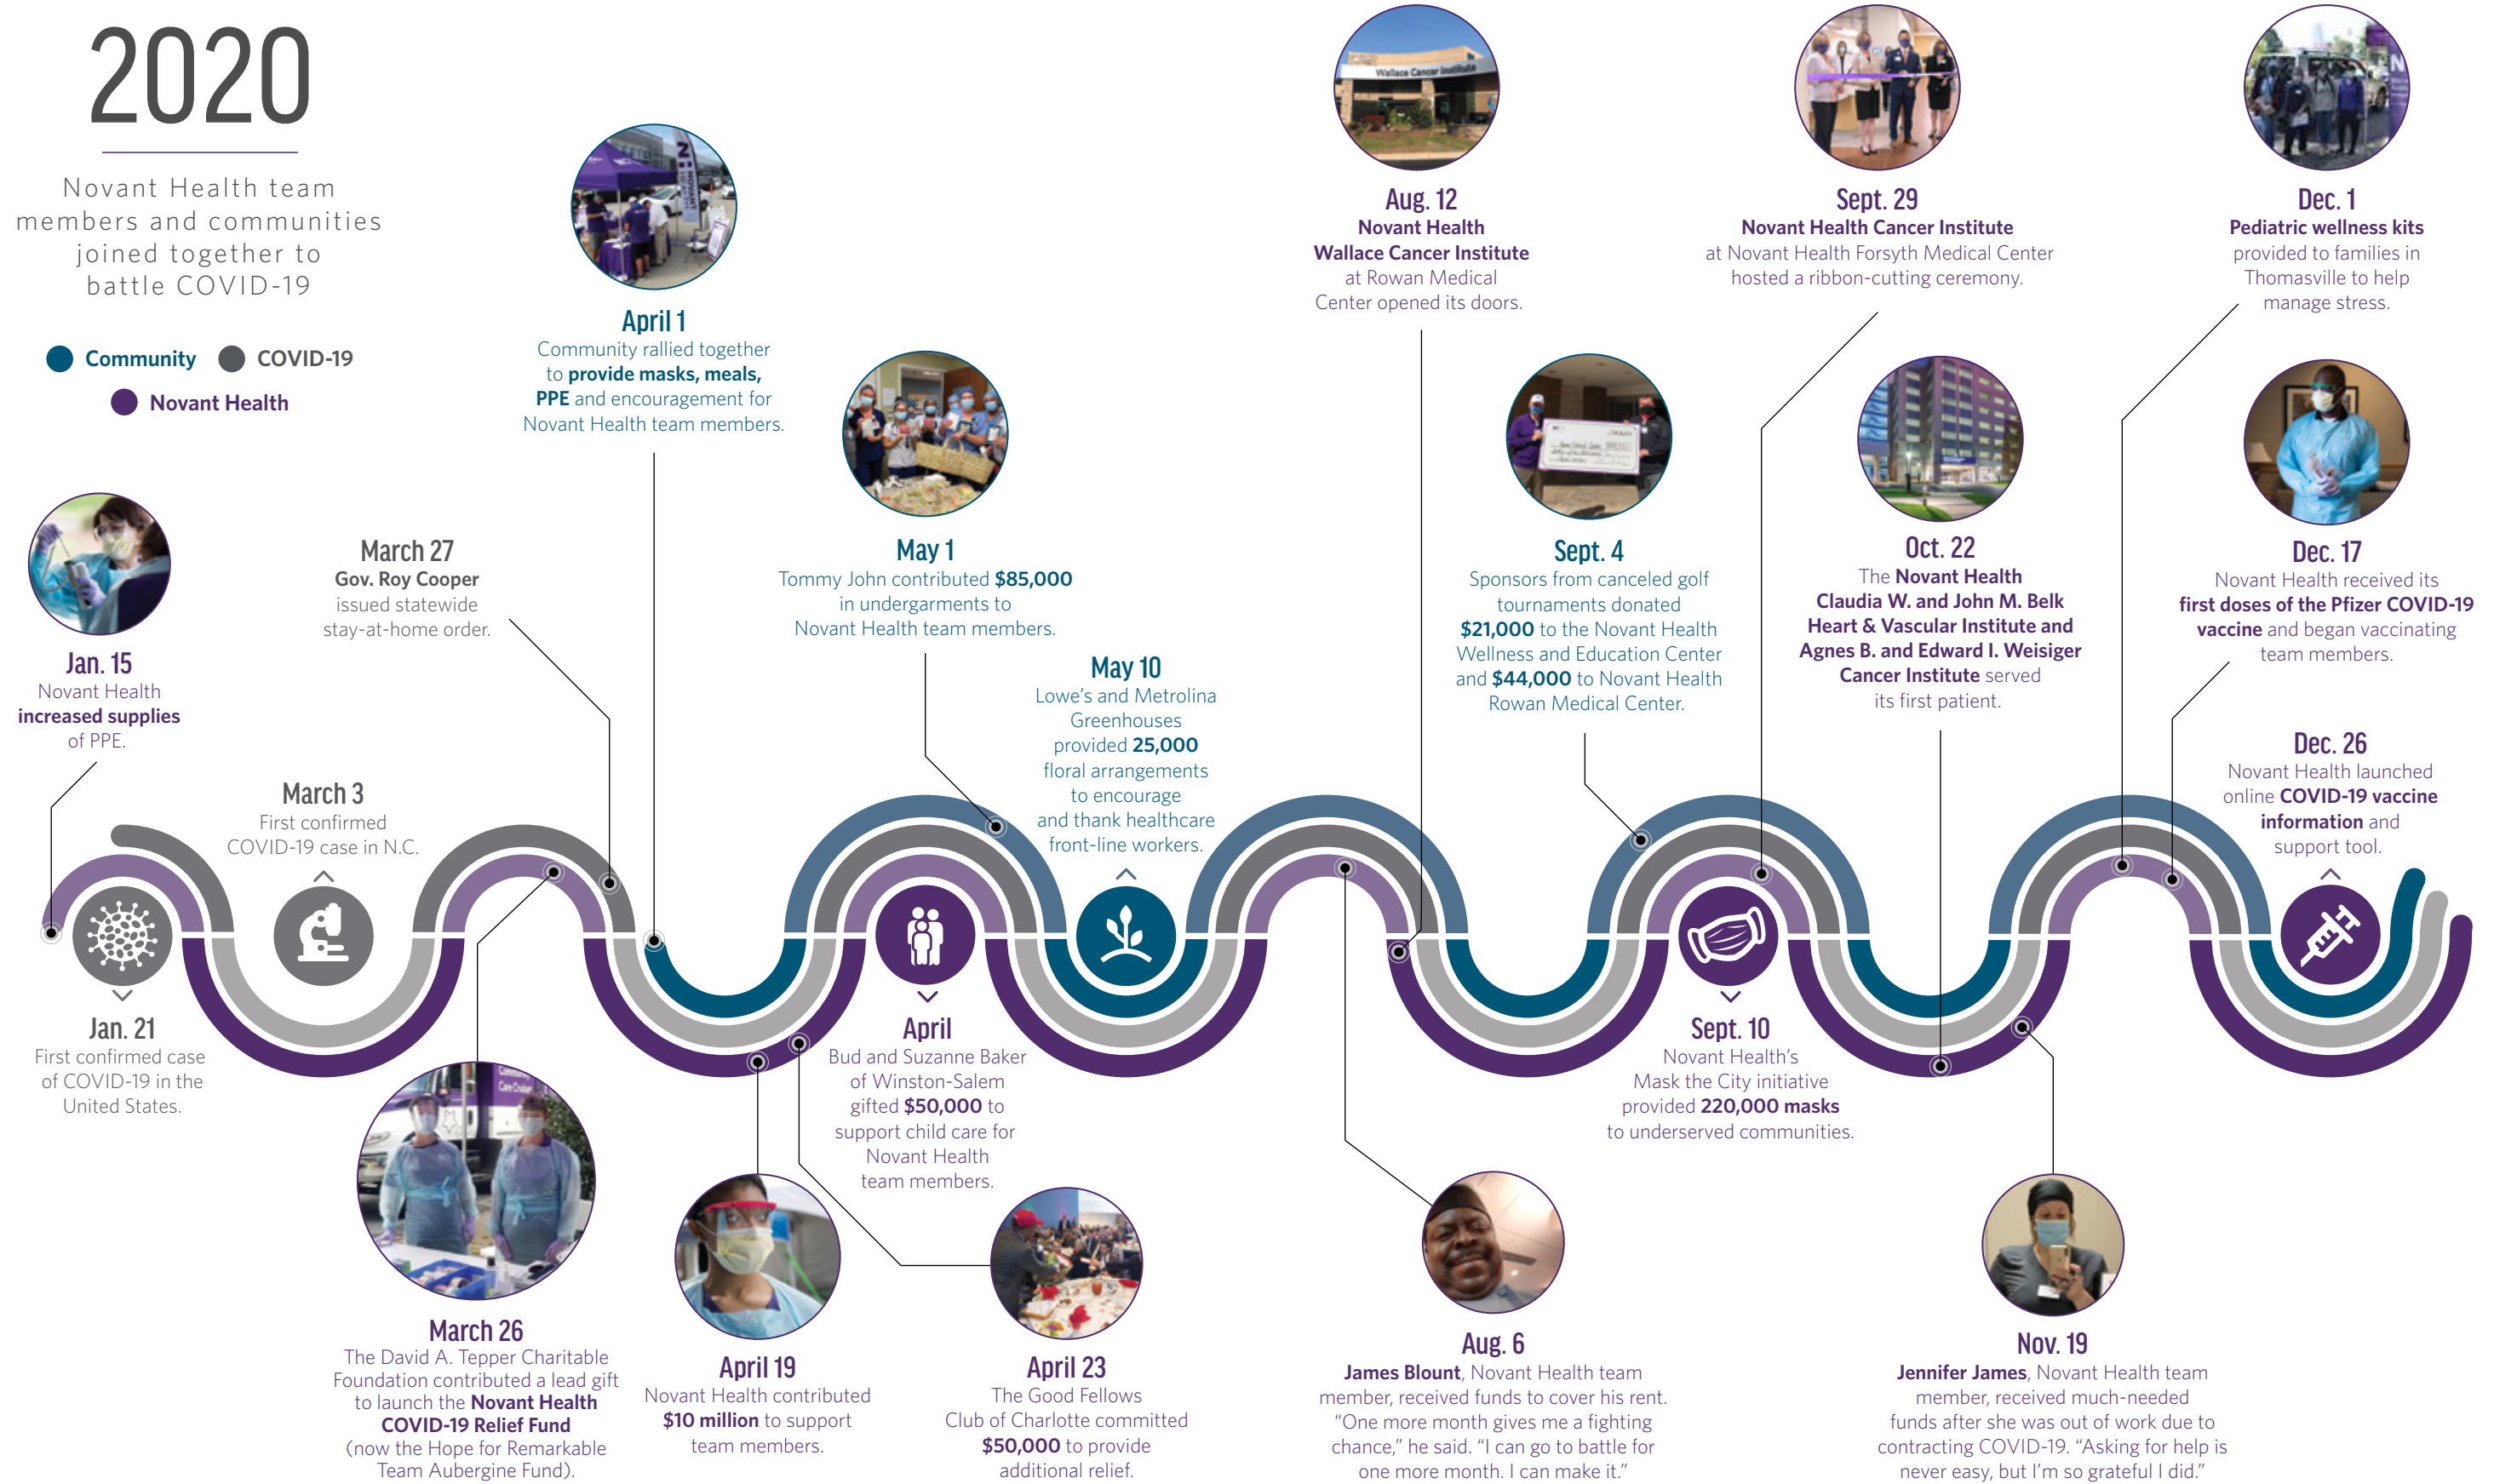 2020
Novant Health team
members and communities
joined together to
battle COVID-19
Community
COVID-19
Novant Health
Jan. 15
Novant Health
increased supplies
of PPE.
Jan. 21
First confirmed case
of COVID-19 in the
United States.
March 3
First confirmed
COVID-19 case in N.C.
March 26
The David A. Tepper Charitable
Foundation contributed a lead gift
to launch the Novant Health
COVID-19 Relief Fund
(now the Hope for Remarkable
Team Aubergine Fund).
March 27
Gov. Roy Cooper
issued statewide
stay-at-home order.
NOVANT
April 1
Community rallied together
to provide masks, meals,
PPE and encouragement for
Novant Health team members.
April 19
Novant Health contributed
$10 million to support
team members.
April 23
The Good Fellows
Club of Charlotte committed
$50,000 to provide
additional relief.
April
Bud and Suzanne Baker
of Winston-Salem
gifted $50,000 to
support child care for
Novant Health
team members.
May 1
Tommy John contributed $85,000
in undergarments to
Novant Health team members.
May 10
Lowe's and Metrolina
Greenhouses
provided 25,000
floral arrangements
to encourage
and thank healthcare
front-line workers.
Aug. 6
James Blount, Novant Health team
member, received funds to cover his rent.
“One more month gives me a fighting
chance,” he said. “I can go to battle for
one more month. I can make it.”
Wallace Cancer Institute
Aug. 12
Novant Health
Wallace Cancer Institute
at Rowan Medical
Center opened its doors.
Sept. 4
Sponsors from canceled golf
tournaments donated
$21,000 to the Novant Health
Wellness and Education Center
and $44,000 to Novant Health
Rowan Medical Center.
Sept. 10
Novant Health's
Mask the City initiative
provided 220,000 masks
to underserved communities.
Sept. 29
Novant Health Cancer Institute
at Novant Health Forsyth Medical Center
hosted a ribbon-cutting ceremony.
Oct. 22
The Novant Health
Claudia W. and John M. Belk
Heart & Vascular Institute and
Agnes B. and Edward I. Weisiger
Cancer Institute served
its first patient.
Nov. 19
Jennifer James, Novant Health team
member, received much-needed
funds after she was out of work due to
contracting COVID-19. “Asking for help is
never easy, but I'm so grateful I did.”
Dec. 1
Pediatric wellness kits
provided to families in
Thomasville to help
manage stress.
Dec. 17
Novant Health received its
first doses of the Pfizer COVID-19
vaccine and began vaccinating
team members.
Dec. 26
Novant Health launched
online COVID-19 vaccine
information and
support tool.